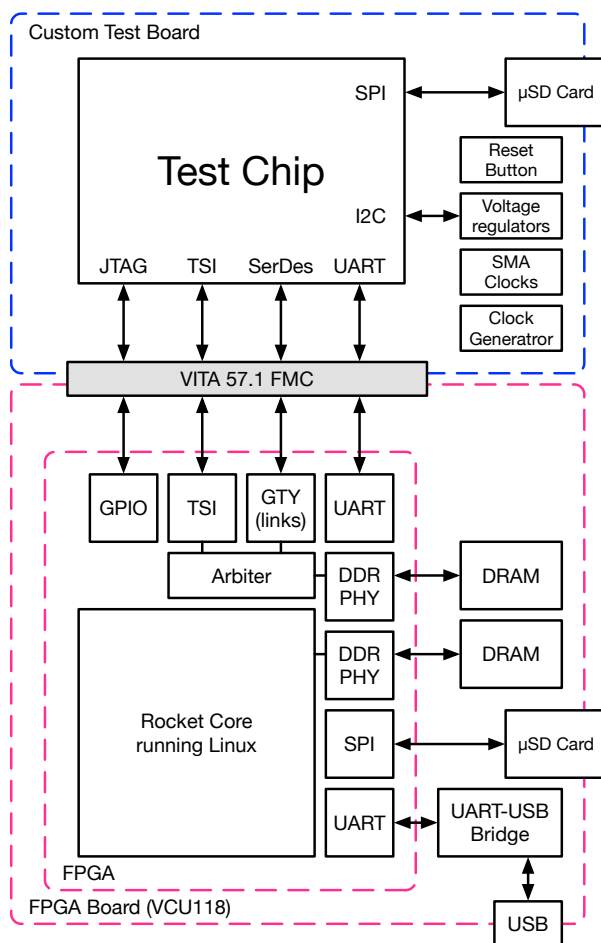 Custom Test Board
SPI
µSD Card
Test Chip
Reset
Button
I2C
Voltage
regulators
JTAG
TSI
SerDes
UART
SMA
Clocks
Clock
Generatror
VITA 57.1 FMC
GPIO
TSI
GTY
(links)
UART
Arbiter
DDR
PHY
DRAM
DDR
PHY
DRAM
Rocket Core
running Linux
SPI
µSD Card
UART
UART-USB
Bridge
FPGA
FPGA Board (VCU118)
USB